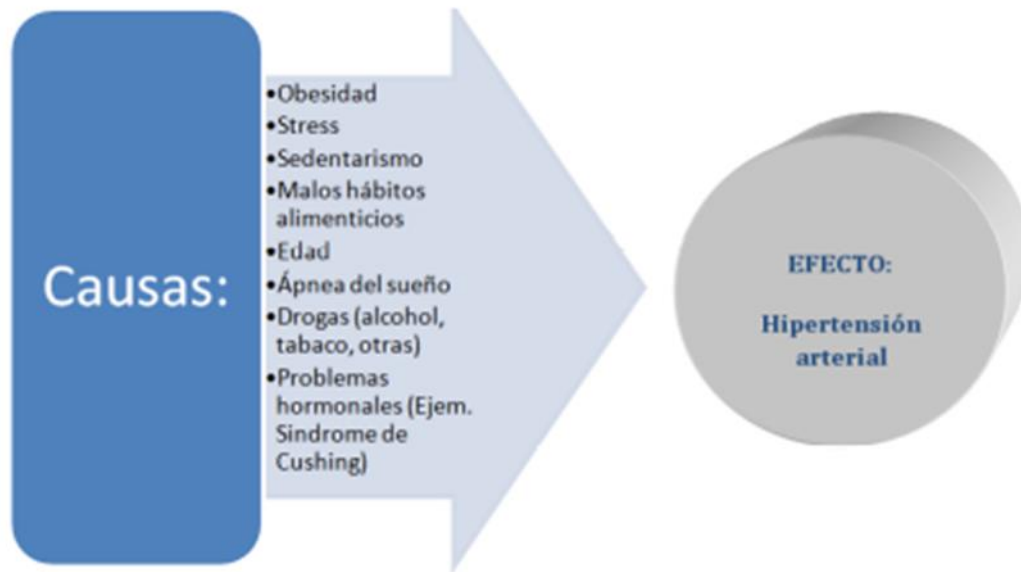 Causas:
•Obesidad
•Stress
•Sedentarismo
•Malos hábitos
alimenticios
•Edad
•Ápnea del sueño
•Drogas (alcohol,
tabaco, otras)
•Problemas
hormonales (Ejem.
Sindrome de
Cushing)
EFECTO:
Hipertensión
arterial